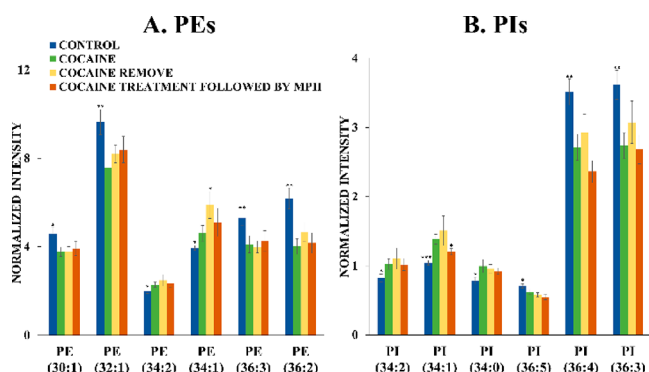 A. PEs
CONTROL
COCAINE
COCAINE REMOVE
COCAINE TREATMENT FOLLOWED BY MPH
NORMALIZED INTENSITY
12
8
4
0
PE PE PE PE PE PE
(30:1) (32:1) (34:2) (34:1) (36:3) (36:2)
B. PIs
NORMALIZED INTENSITY
4
3
2
1
0
PI PI PI PI PI PI
(34:2) (34:1) (34:0) (36:5) (36:4) (36:3)